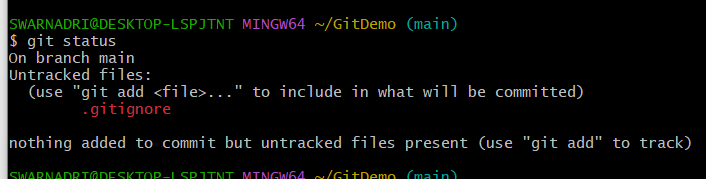 SWARNADRI@DESKTOP-LSPJTNT MINGW64 ~/GitDemo (main)
$ git status
On branch main
Untracked files:
  (use "git add <file>..." to include in what will be committed)
        .gitignore

nothing added to commit but untracked files present (use "git add" to track)

SWARNADRI@DESKTOP-LSPJTNT MINGW64 ~/GitDemo (main)